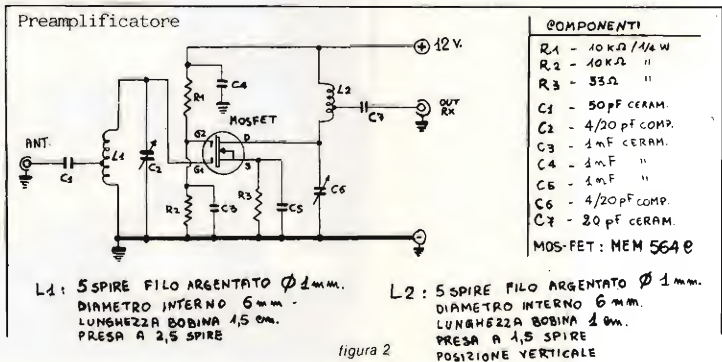 Preamplificatore
12 V.
C4
L2
R1
C7
OUT
RX
MOSFET
ANT.
L1
C1
C2
G2
D
G1
S
C6
R2
C3
R3
C5
COMPONENTI
R1 - 10 KΩ / 1/4 W
R2 - 10KΩ "
R3 - 33Ω "
C1 - 50 pF CERAM.
C2 - 4/20 pF COMP.
C3 - 1 nF CERAM.
C4 - 1 nF "
C5 - 1 nF "
C6 - 4/20 pF COMP.
C7 - 20 pF CERAM.
MOS-FET: MEM 564 C
L1: 5 SPIRE FILO ARGENTATO Ø 1 mm.
DIAMETRO INTERNO 6 mm.
LUNGHEZZA BOBINA 1,5 cm.
PRESA A 2,5 SPIRE
L2: 5 SPIRE FILO ARGENTATO Ø 1 mm.
DIAMETRO INTERNO 6 mm.
LUNGHEZZA BOBINA 1 cm.
PRESA A 1,5 SPIRE
POSIZIONE VERTICALE
figura 2